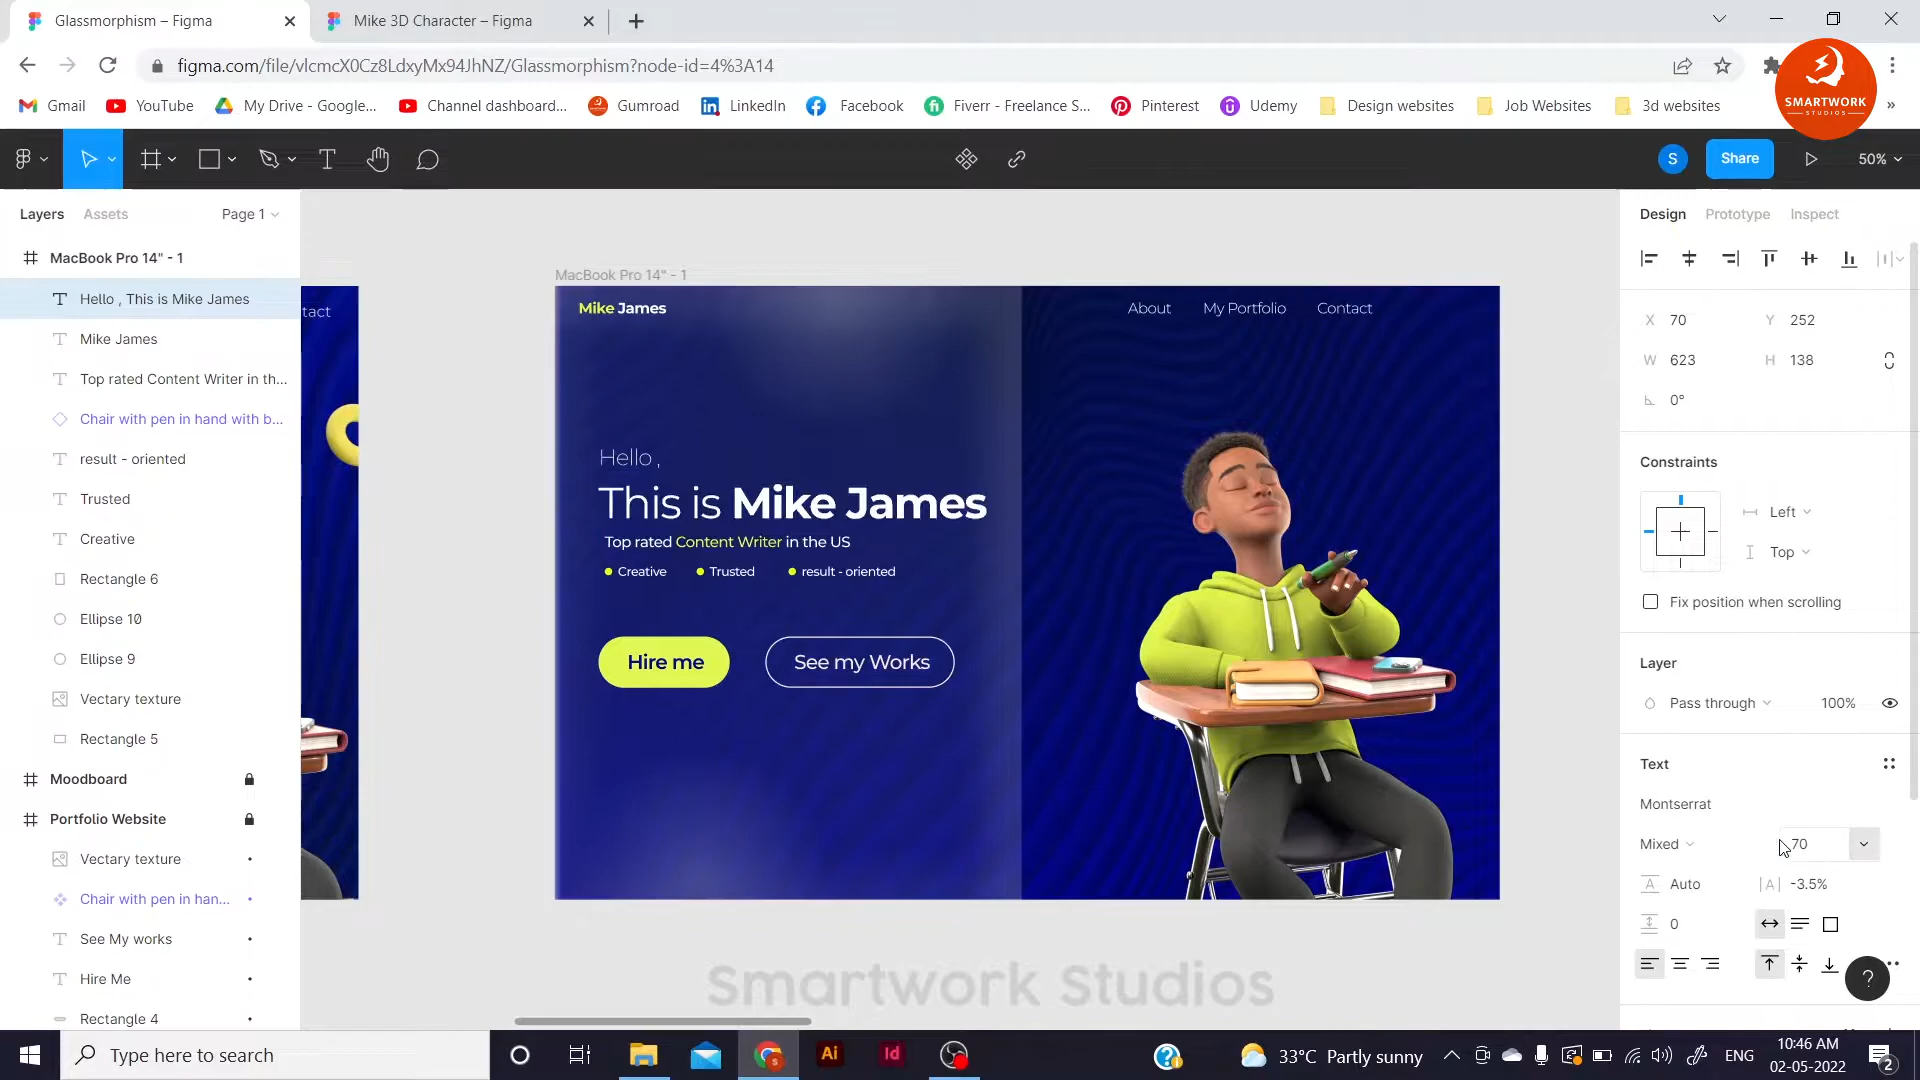 Glassmorphism – Figma
Mike 3D Character – Figma
figma.com/file/vlcmcX0Cz8LdxyMx94JhNZ/Glassmorphism?node-id=4%3A14
Gmail
YouTube
My Drive - Google...
Channel dashboard...
Gumroad
LinkedIn
Facebook
Fiverr - Freelance S...
Pinterest
Udemy
Design websites
Job Websites
3d websites
»
SMARTWORK
STUDIOS
S
Share
50%
Layers
Assets
Page 1
MacBook Pro 14" - 1
Hello , This is Mike James
Mike James
Top rated Content Writer in th...
Chair with pen in hand with b...
result - oriented
Trusted
Creative
Rectangle 6
Ellipse 10
Ellipse 9
Vectary texture
Rectangle 5
Moodboard
Portfolio Website
Vectary texture
Chair with pen in han...
See My works
Hire Me
Rectangle 4
tact
MacBook Pro 14" - 1
Mike James
About
My Portfolio
Contact
Hello ,
This is Mike James
Top rated Content Writer in the US
Creative
Trusted
result - oriented
Hire me
See my Works
Smartwork Studios
Design
Prototype
Inspect
X 70
Y 252
W 623
H 138
0°
Constraints
Left
Top
Fix position when scrolling
Layer
Pass through
100%
Text
Montserrat
Mixed
70
Auto
|A| -3.5%
0
?
Type here to search
Ai
Id
33°C Partly sunny
ENG
10:46 AM
02-05-2022
2